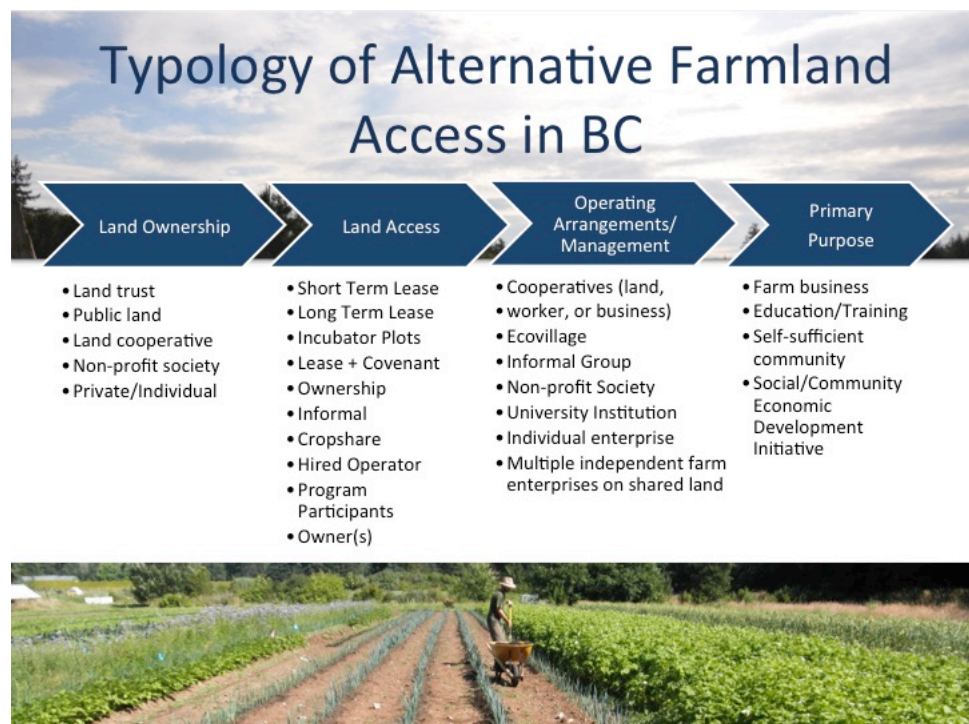 Typology of Alternative Farmland
Access in BC
Land Ownership
• Land trust
• Public land
• Land cooperative
• Non-profit society
• Private/Individual
Land Access
• Short Term Lease
• Long Term Lease
• Incubator Plots
• Lease + Covenant
• Ownership
• Informal
• Cropshare
• Hired Operator
• Program
Participants
• Owner(s)
Operating
Arrangements/
Management
• Cooperatives (land,
• worker, or business)
• Ecovillage
• Informal Group
• Non-profit Society
• University Institution
• Individual enterprise
• Multiple independent farm
enterprises on shared land
Primary
Purpose
• Farm business
• Education/Training
• Self-sufficient
community
• Social/Community
Economic
Development
Initiative